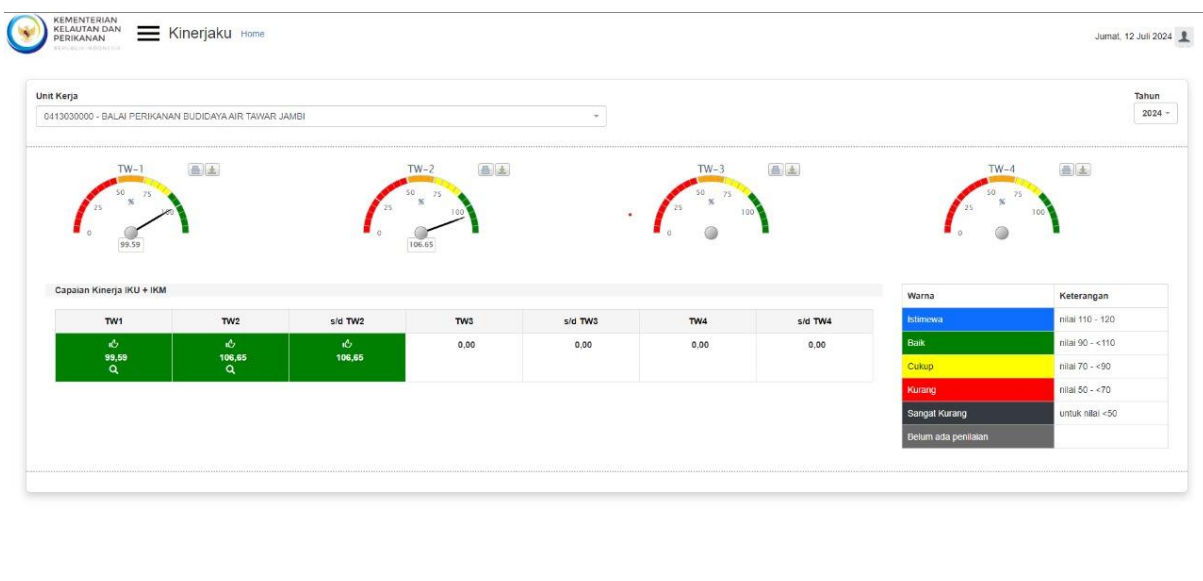 KEMENTERIAN
KELAUTAN DAN
PERIKANAN
REPUBLIK INDONESIA
Kinerjaku Home
Jumat, 12 Juli 2024
Unit Kerja
Tahun
0413030000 - BALAI PERIKANAN BUDIDAYA AIR TAWAR JAMBI
2024
TW-1
0 25 50 75 100
%
99.59
TW-2
0 25 50 75 100
%
106.65
TW-3
0 25 50 75 100
%
TW-4
0 25 50 75 100
%
Capaian Kinerja IKU + IKM
TW1 TW2 s/d TW2 TW3 s/d TW3 TW4 s/d TW4
99,59 106,65 106,65 0,00 0,00 0,00 0,00
Warna Keterangan
Istimewa nilai 110 - 120
Baik nilai 90 - <110
Cukup nilai 70 - <90
Kurang nilai 50 - <70
Sangat Kurang untuk nilai <50
Belum ada penilaian